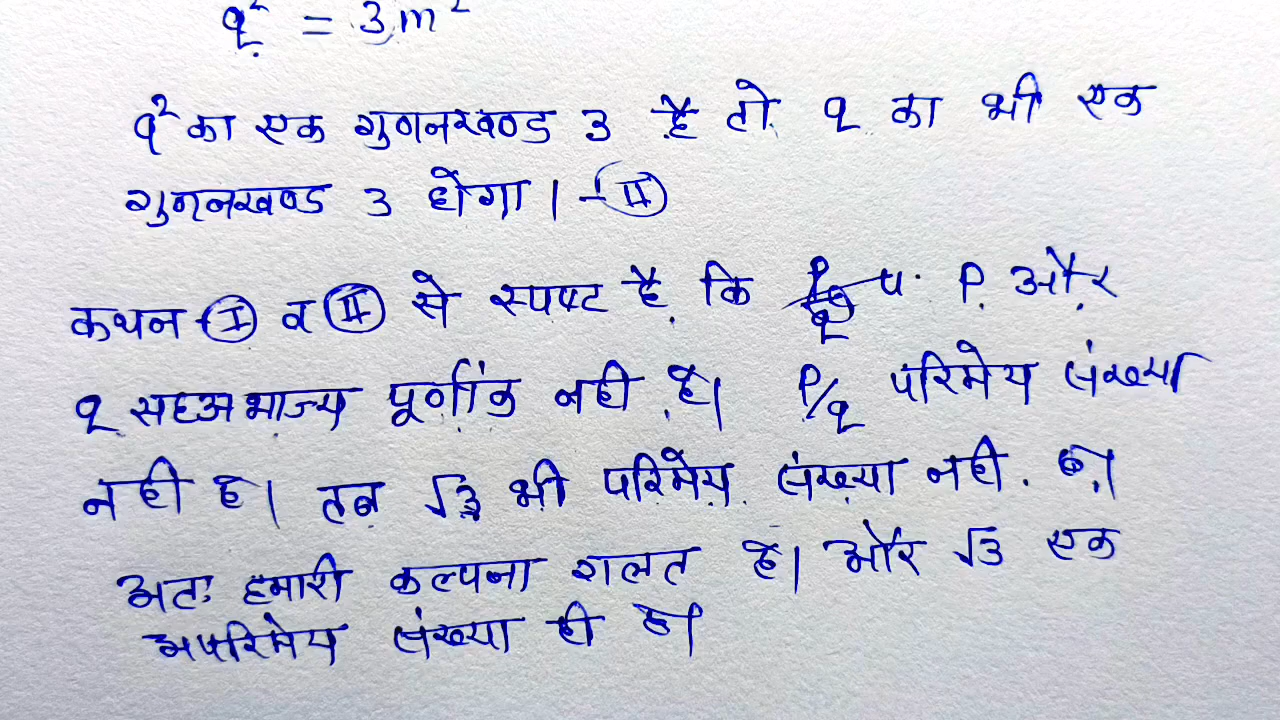 q² = 3m²
q² का एक गुणनखण्ड 3 है तो q का भी एक
गुणनखण्ड 3 होगा। - II
कथन - I व II से स्पष्ट है कि P और
q सहअभाज्य पूर्णांक नही है। P/q परिमेय संख्या
नही है। तब √3 भी परिमेय संख्या नही है।
अतः हमारी कल्पना गलत है। और √3 एक
अपरिमेय संख्या ही है।